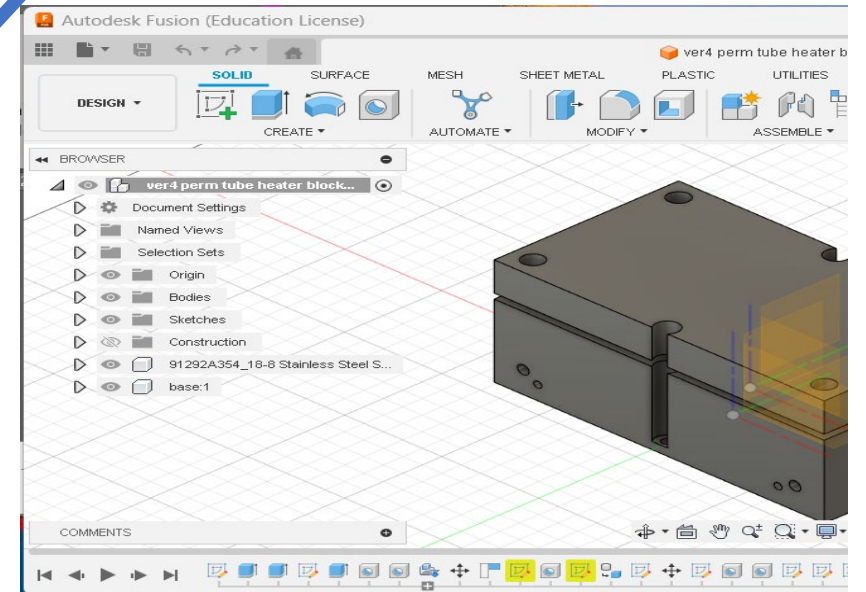 Autodesk Fusion (Education License)
ver4 perm tube heater b
SOLID SURFACE MESH SHEET METAL PLASTIC UTILITIES
DESIGN
CREATE AUTOMATE MODIFY ASSEMBLE
BROWSER
ver4 perm tube heater block...
Document Settings
Named Views
Selection Sets
Origin
Bodies
Sketches
Construction
91292A354_18-8 Stainless Steel S...
base:1
COMMENTS